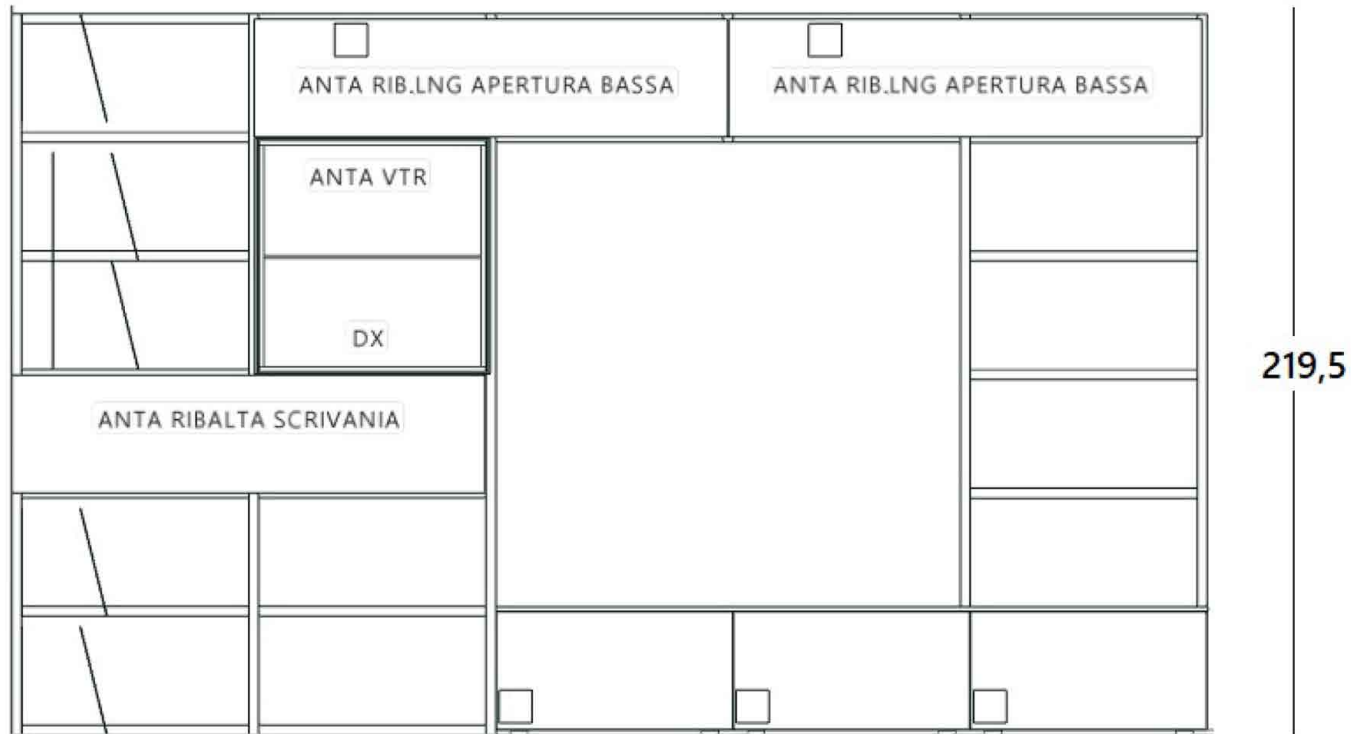 ANTA RIB.LNG APERTURA BASSA
ANTA RIB.LNG APERTURA BASSA
ANTA VTR
DX
219,5
ANTA RIBALTA SCRIVANIA